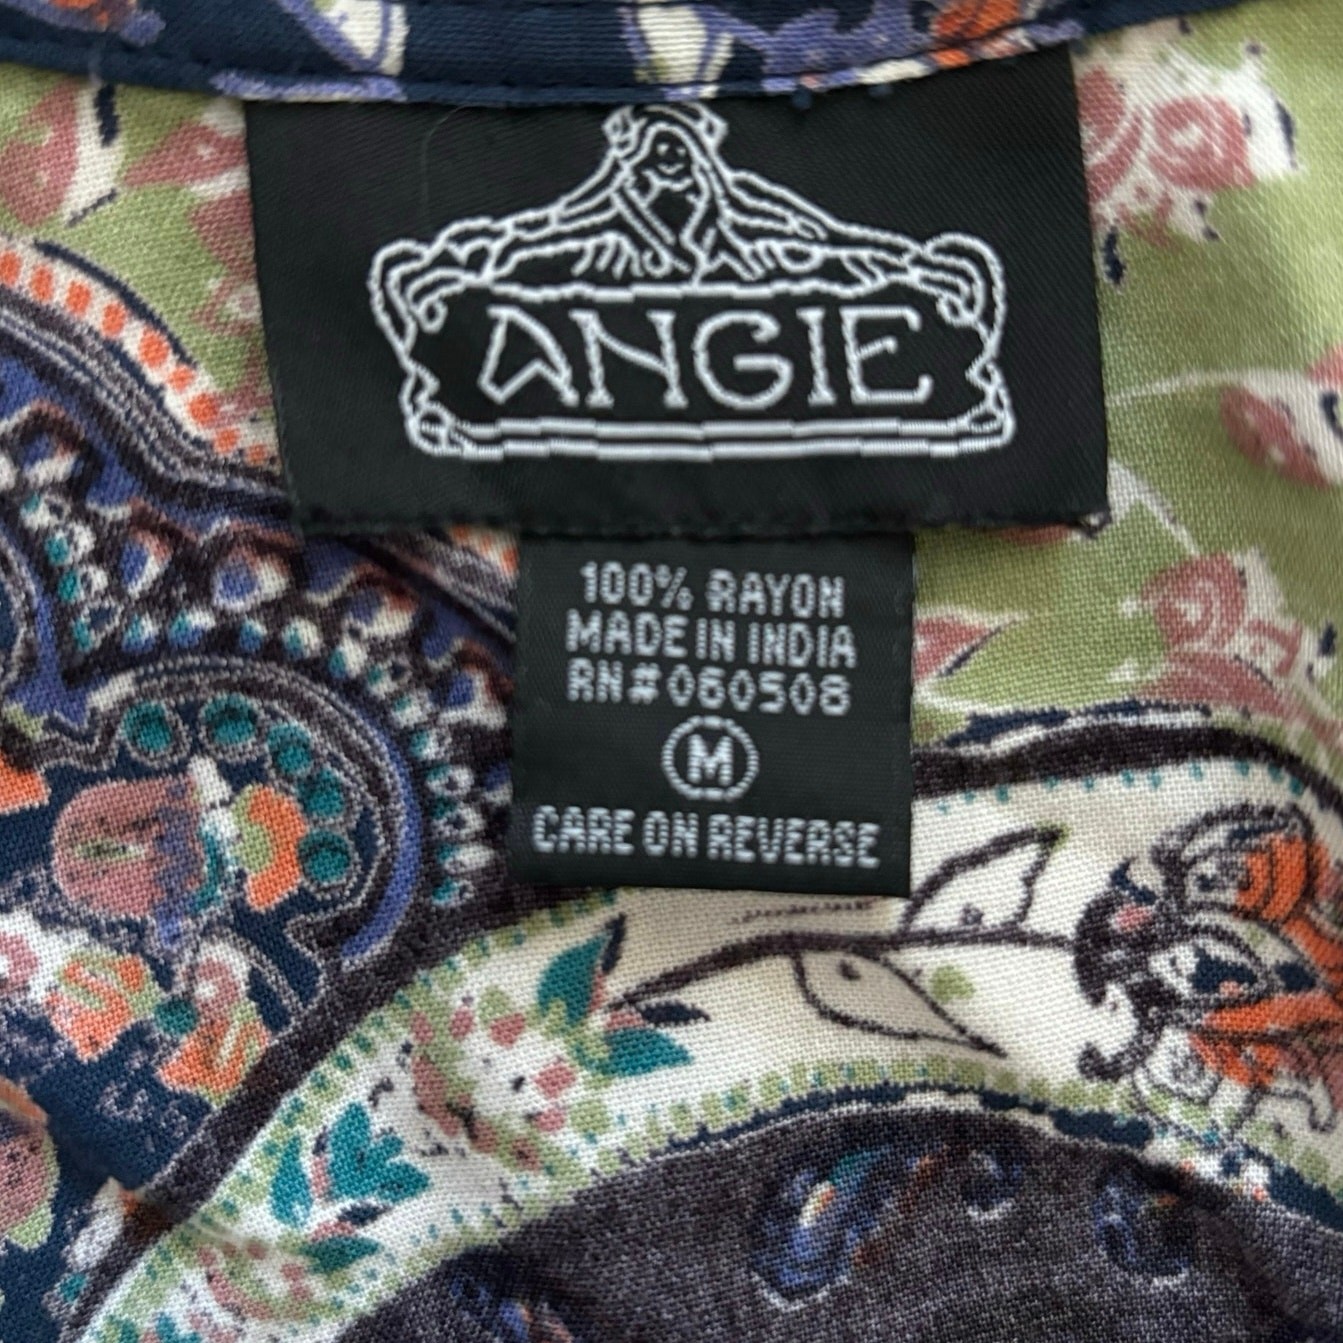 ANGIE
100% RAYON
MADE IN INDIA
RN#060508
M
CARE ON REVERSE